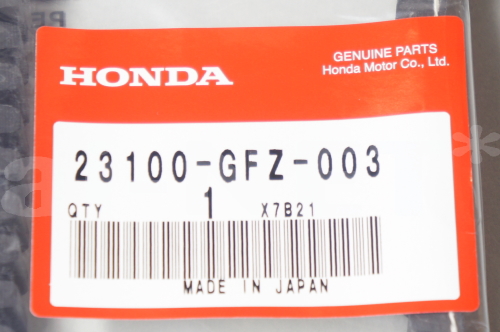 GENUINE PARTS
Honda Motor Co., Ltd.
HONDA
23100-GFZ-003
QTY 1 X7B21
MADE IN JAPAN